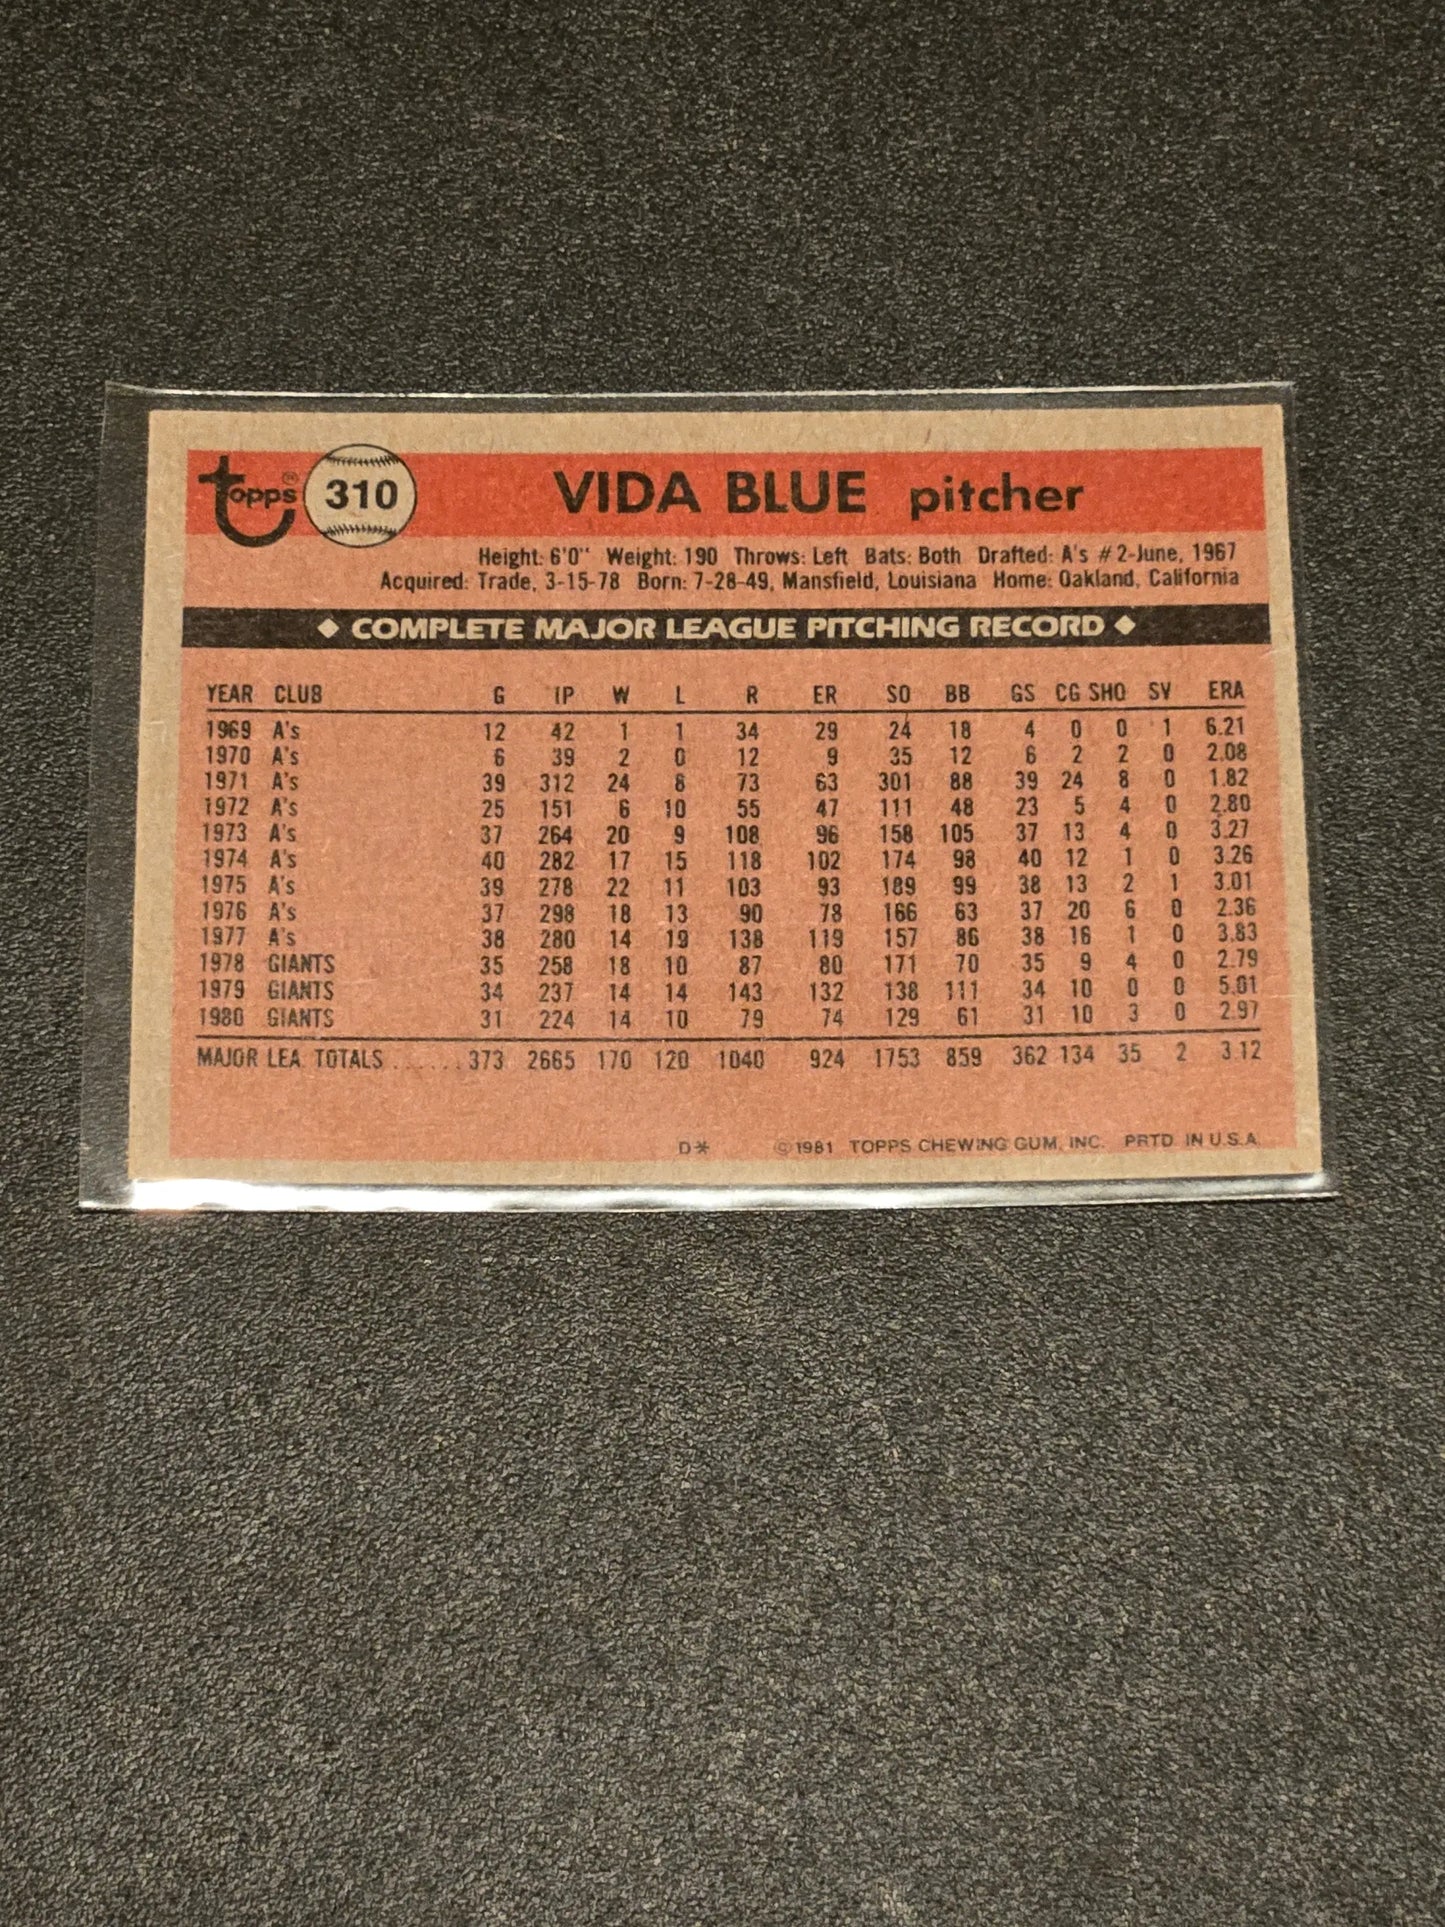 Topps® 310 VIDA BLUE pitcher
Height: 6'0" Weight: 190 Throws: Left Bats: Both Drafted: A's #2-June, 1967
Acquired: Trade, 3-15-78 Born: 7-28-49, Mansfield, Louisiana Home: Oakland, California
◆ COMPLETE MAJOR LEAGUE PITCHING RECORD ◆
YEAR CLUB G IP W L R ER SO BB GS CG SHO SV ERA
1969 A's 12 42 1 1 34 29 24 18 4 0 0 1 6.21
1970 A's 6 39 2 0 12 9 35 12 6 2 2 0 2.08
1971 A's 39 312 24 8 73 63 301 88 39 24 8 0 1.82
1972 A's 25 151 6 10 55 47 111 48 23 5 4 0 2.80
1973 A's 37 264 20 9 108 96 158 105 37 13 4 0 3.27
1974 A's 40 282 17 15 118 102 174 98 40 12 1 0 3.26
1975 A's 39 278 22 11 103 93 189 99 38 13 2 1 3.01
1976 A's 37 298 18 13 90 78 166 63 37 20 6 0 2.36
1977 A's 38 280 14 19 138 119 157 86 38 16 1 0 3.83
1978 GIANTS 35 258 18 10 87 80 171 70 35 9 4 0 2.79
1979 GIANTS 34 237 14 14 143 132 138 111 34 10 0 0 5.01
1980 GIANTS 31 224 14 10 79 74 129 61 31 10 3 0 2.97
MAJOR LEA. TOTALS ...... 373 2665 170 120 1040 924 1753 859 362 134 35 2 3.12
D* ©1981 TOPPS CHEWING GUM, INC. PRTD. IN U.S.A.